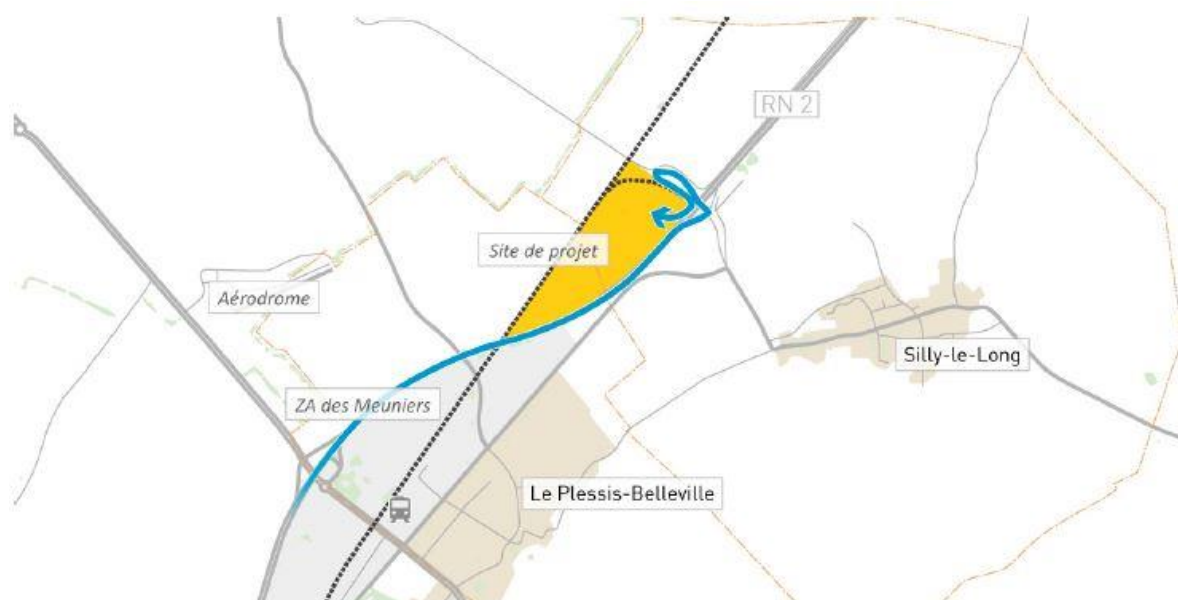 RN 2
Site de projet
Aérodrome
Silly-le-Long
ZA des Meuniers
Le Plessis-Belleville